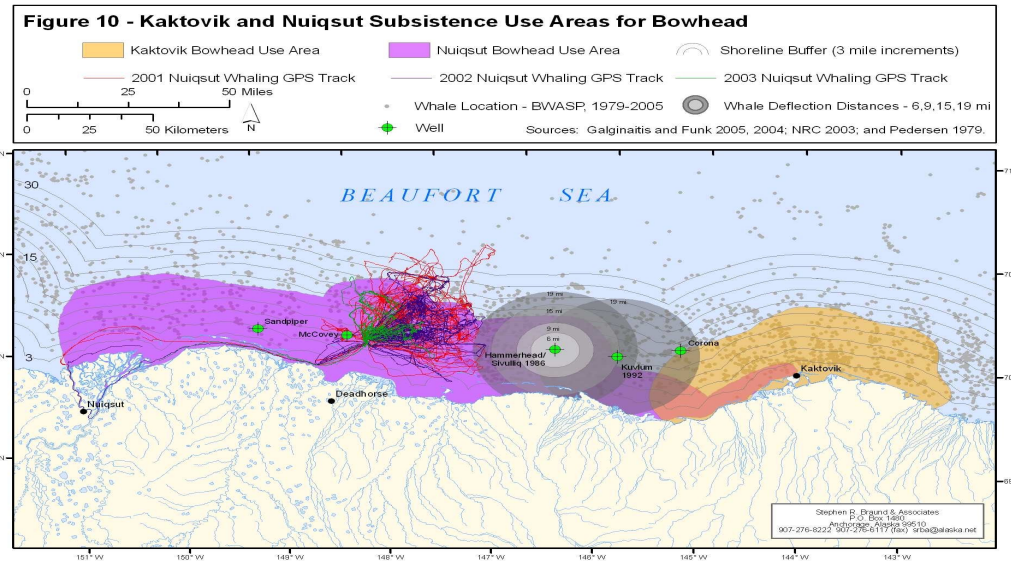 Figure 10 - Kaktovik and Nuiqsut Subsistence Use Areas for Bowhead
Kaktovik Bowhead Use Area
Nuiqsut Bowhead Use Area
Shoreline Buffer (3 mile increments)
2001 Nuiqsut Whaling GPS Track
2002 Nuiqsut Whaling GPS Track
2003 Nuiqsut Whaling GPS Track
0 25 50 Miles
Whale Location - BWASP, 1979-2005
Whale Deflection Distances - 6,9,15,19 mi
0 25 50 Kilometers
N
Well
Sources: Galginaitis and Funk 2005, 2004; NRC 2003; and Pedersen 1979.
30
BEAUFORT SEA
15
19 mi
19 mi
15 mi
Sandpiper
McCovey
9 mi
6 mi
Corona
3
Hammerhead/
Sivulliq 1986
Kuvlum
1992
Kaktovik
Deadhorse
Nuiqsut
Stephen R. Braund & Associates
P.O. Box 1480
Anchorage, Alaska 99510
907-276-8222 907-276-6117 (fax) srba@alaska.net
151° W 150° W 149° W 148° W 147° W 146° W 145° W 144° W 143° W